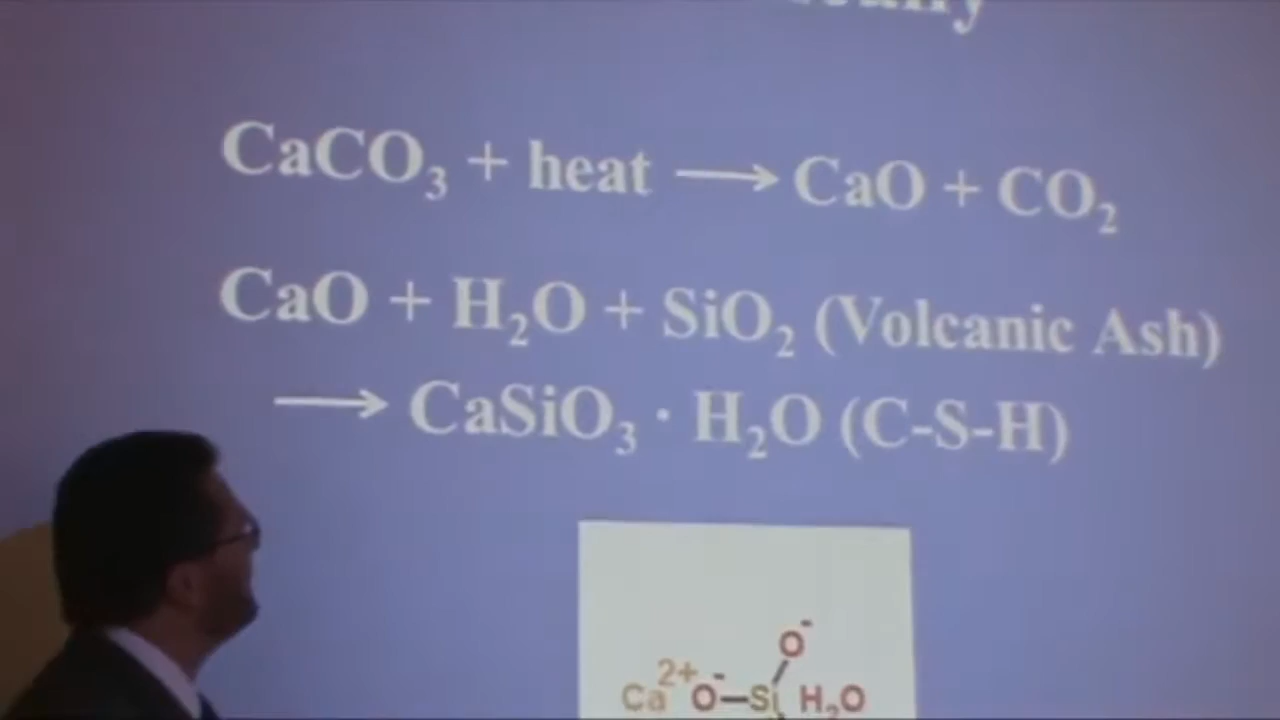 CaCO₃ + heat ⟶ CaO + CO₂
CaO + H₂O + SiO₂ (Volcanic Ash)
⟶ CaSiO₃ · H₂O (C-S-H)
O⁻
Ca²⁺ O⁻–Si H₂O